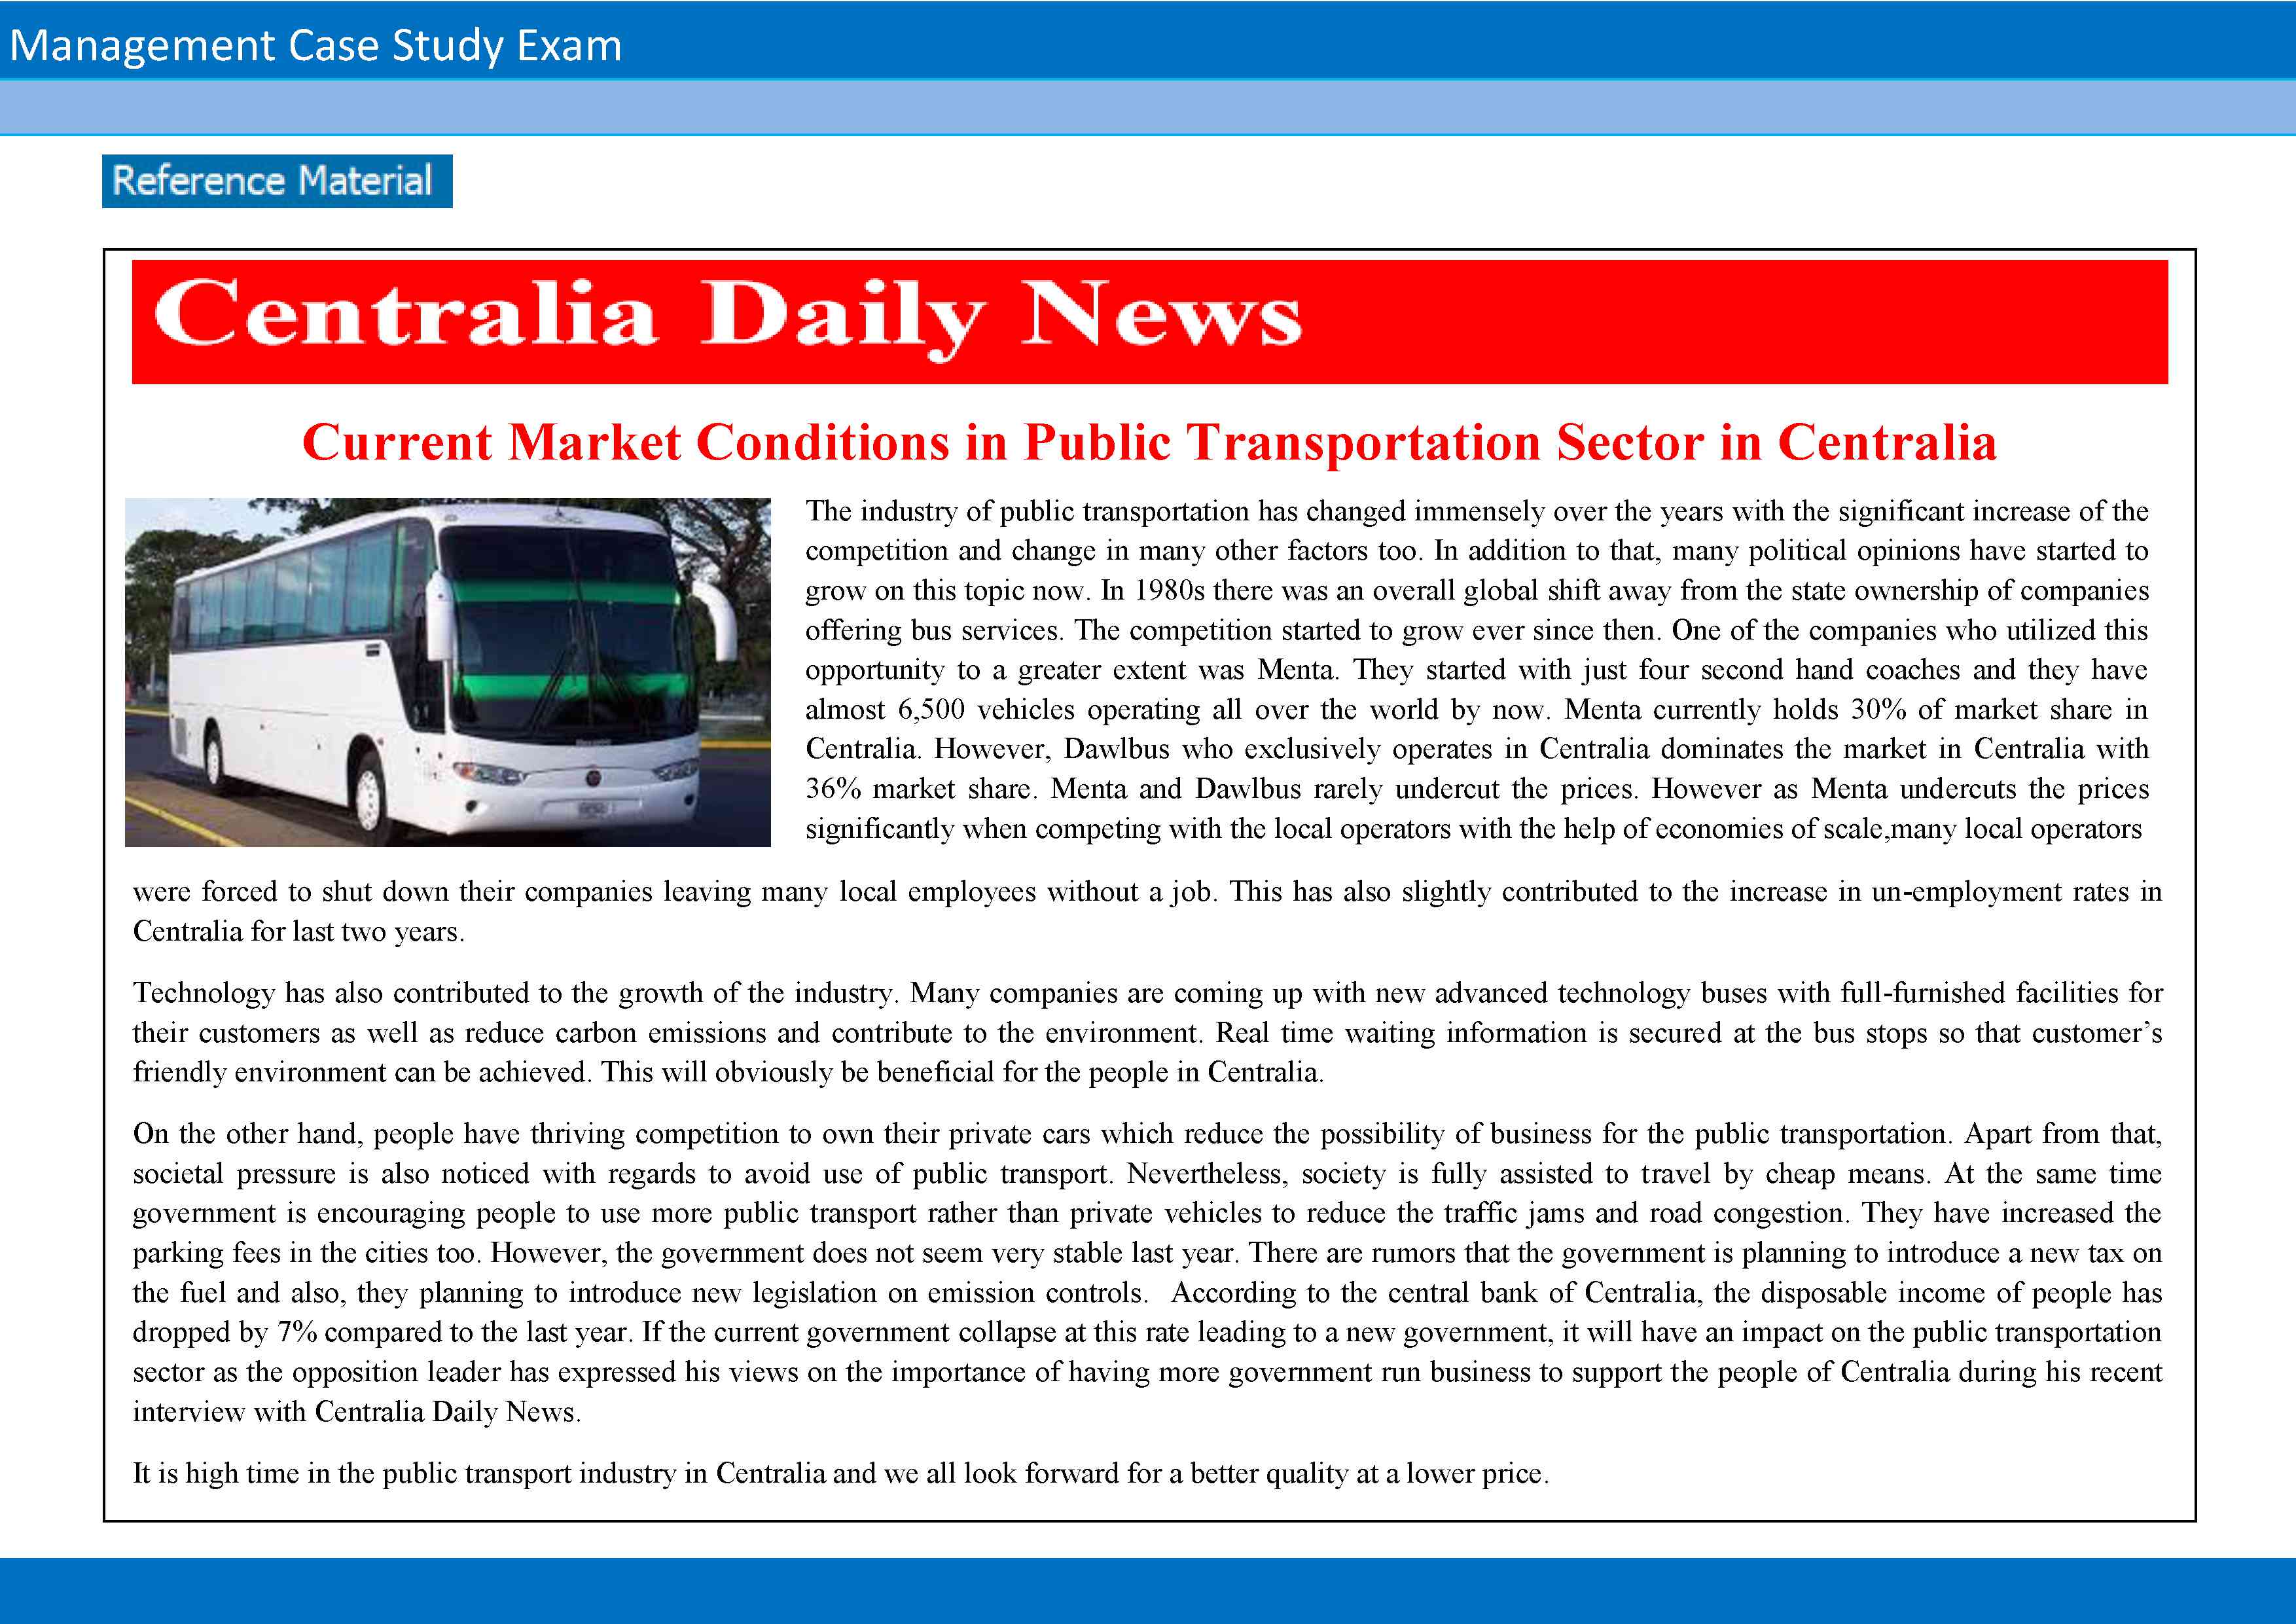 Management Case Study Exam
Reference Material
Centralia Daily News
Current Market Conditions in Public Transportation Sector in Centralia
The industry of public transportation has changed immensely over the years with the significant increase of the
competition and change in many other factors too. In addition to that, many political opinions have started to
grow on this topic now. In 1980s there was an overall global shift away from the state ownership of companies
offering bus services. The competition started to grow ever since then. One of the companies who utilized this
opportunity to a greater extent was Menta. They started with just four second hand coaches and they have
almost 6,500 vehicles operating all over the world by now. Menta currently holds 30% of market share in
Centralia. However, Dawlbus who exclusively operates in Centralia dominates the market in Centralia with
36% market share. Menta and Dawlbus rarely undercut the prices. However as Menta undercuts the prices
significantly when competing with the local operators with the help of economies of scale,many local operators
were forced to shut down their companies leaving many local employees without a job. This has also slightly contributed to the increase in un-employment rates in
Centralia for last two years.
Technology has also contributed to the growth of the industry. Many companies are coming up with new advanced technology buses with full-furnished facilities for
their customers as well as reduce carbon emissions and contribute to the environment. Real time waiting information is secured at the bus stops so that customer’s
friendly environment can be achieved. This will obviously be beneficial for the people in Centralia.
On the other hand, people have thriving competition to own their private cars which reduce the possibility of business for the public transportation. Apart from that,
societal pressure is also noticed with regards to avoid use of public transport. Nevertheless, society is fully assisted to travel by cheap means. At the same time
government is encouraging people to use more public transport rather than private vehicles to reduce the traffic jams and road congestion. They have increased the
parking fees in the cities too. However, the government does not seem very stable last year. There are rumors that the government is planning to introduce a new tax on
the fuel and also, they planning to introduce new legislation on emission controls. According to the central bank of Centralia, the disposable income of people has
dropped by 7% compared to the last year. If the current government collapse at this rate leading to a new government, it will have an impact on the public transportation
sector as the opposition leader has expressed his views on the importance of having more government run business to support the people of Centralia during his recent
interview with Centralia Daily News.
It is high time in the public transport industry in Centralia and we all look forward for a better quality at a lower price.